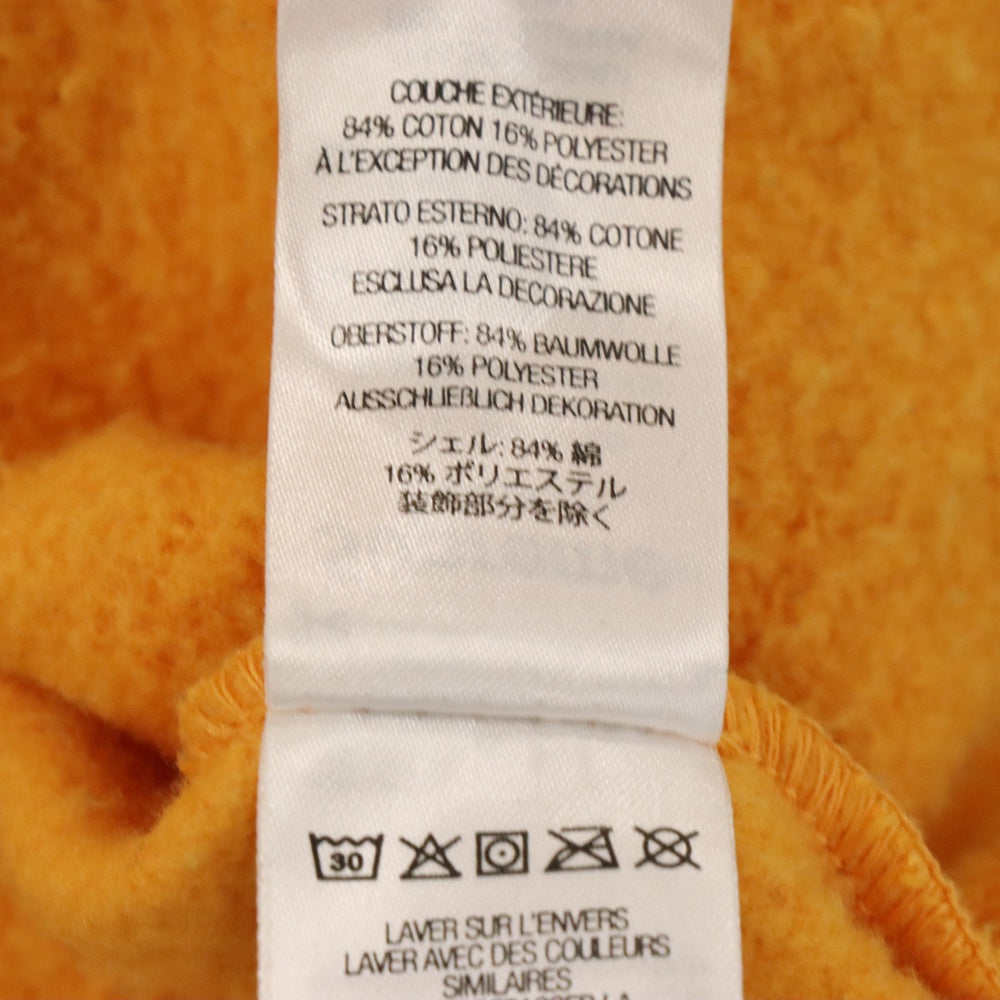 COUCHE EXTÉRIEURE:
84% COTON 16% POLYESTER
À L'EXCEPTION DES DÉCORATIONS
STRATO ESTERNO: 84% COTONE
16% POLIESTERE
ESCLUSA LA DECORAZIONE
OBERSTOFF: 84% BAUMWOLLE
16% POLYESTER
AUSSCHLIEßLICH DEKORATION
シェル: 84% 綿
16% ポリエステル
装飾部分を除く
30
LAVER SUR L'ENVERS
LAVER AVEC DES COULEURS
SIMILAIRES
LA